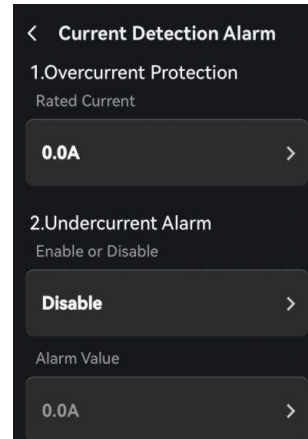 Current Detection Alarm
1.Overcurrent Protection
Rated Current
0.0A
2.Undercurrent Alarm
Enable or Disable
Disable
Alarm Value
0.0A